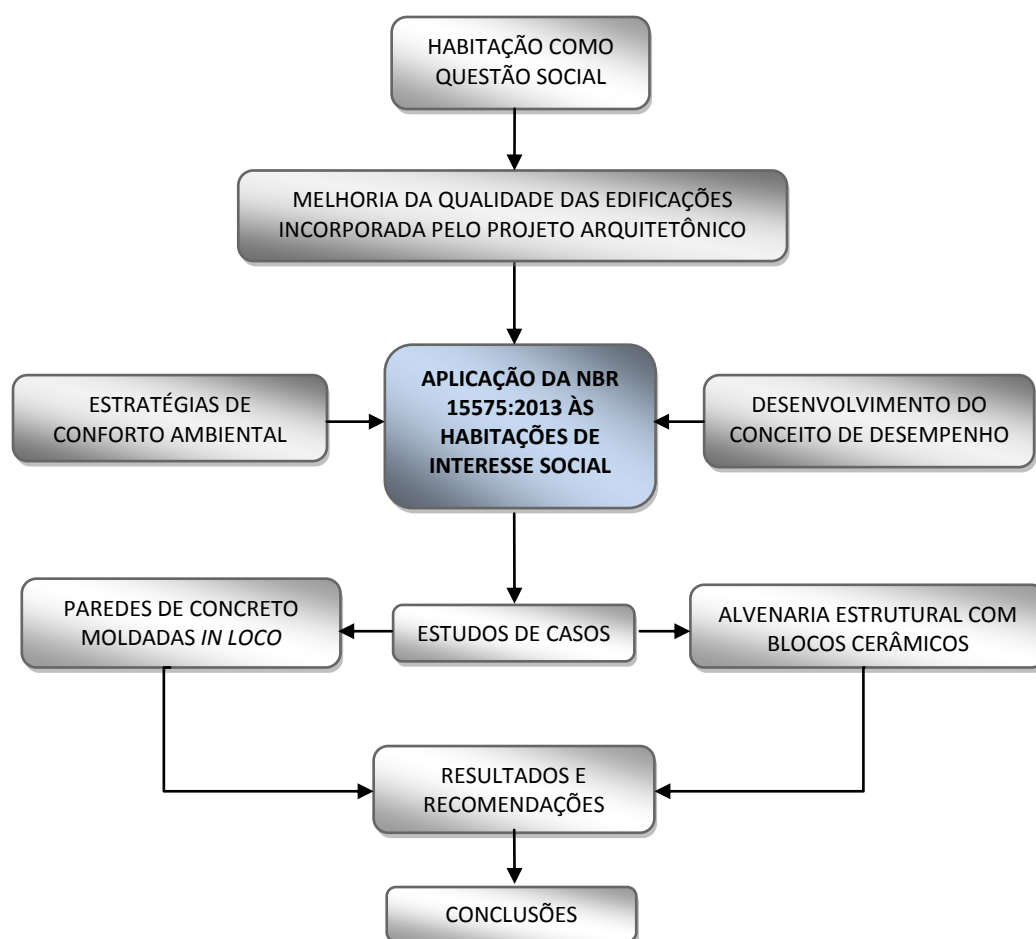 HABITAÇÃO COMO
QUESTÃO SOCIAL
MELHORIA DA QUALIDADE DAS EDIFICAÇÕES
INCORPORADA PELO PROJETO ARQUITETÔNICO
ESTRATÉGIAS DE
CONFORTO AMBIENTAL
APLICAÇÃO DA NBR
15575:2013 ÀS
HABITAÇÕES DE
INTERESSE SOCIAL
DESENVOLVIMENTO DO
CONCEITO DE DESEMPENHO
PAREDES DE CONCRETO
MOLDADAS IN LOCO
ESTUDOS DE CASOS
ALVENARIA ESTRUTURAL COM
BLOCOS CERÂMICOS
RESULTADOS E
RECOMENDAÇÕES
CONCLUSÕES